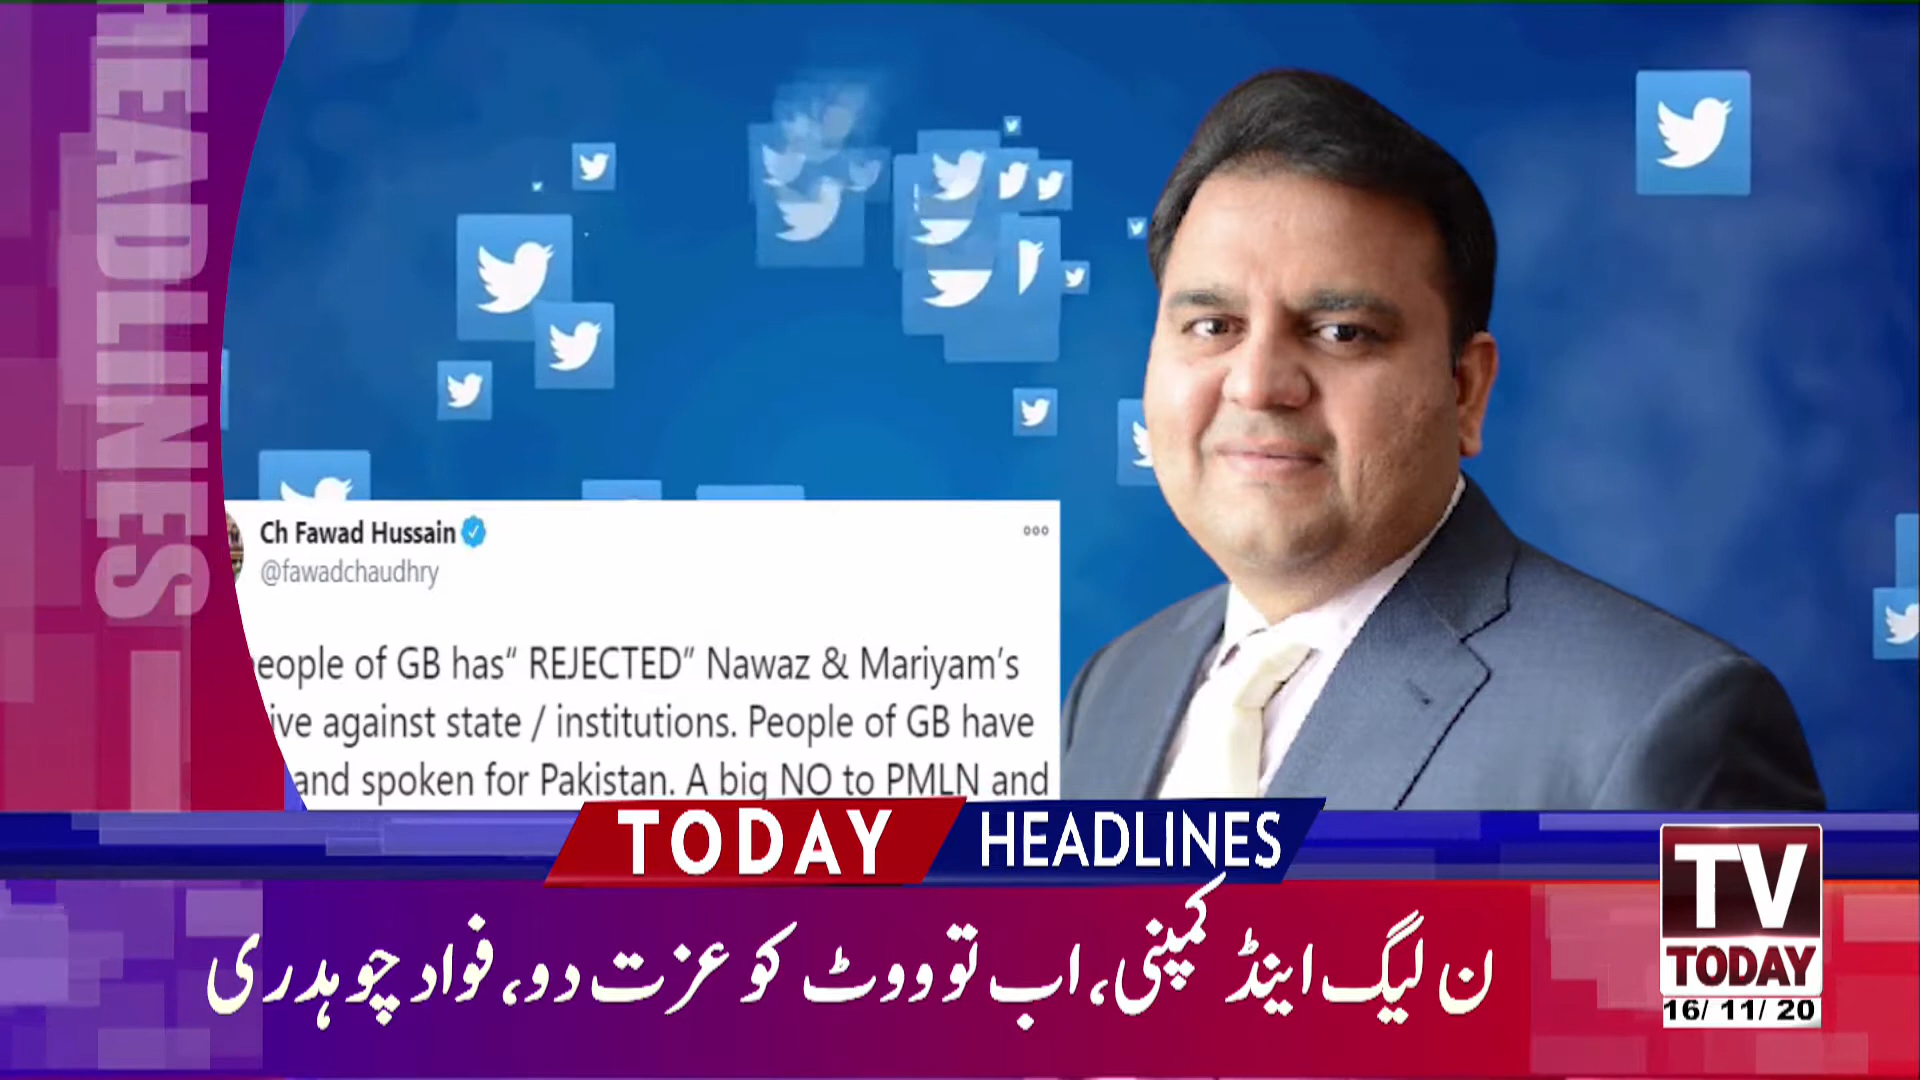 HEADLINES
Ch Fawad Hussain
@fawadchaudhry
people of GB has“ REJECTED” Nawaz & Mariyam’s
ive against state / institutions. People of GB have
and spoken for Pakistan. A big NO to PMLN and
TODAY HEADLINES
ن لیگ اینڈ کمپنی، اب تو ووٹ کو عزت دو، فواد چوہدری
TV
TODAY
16/ 11/ 20